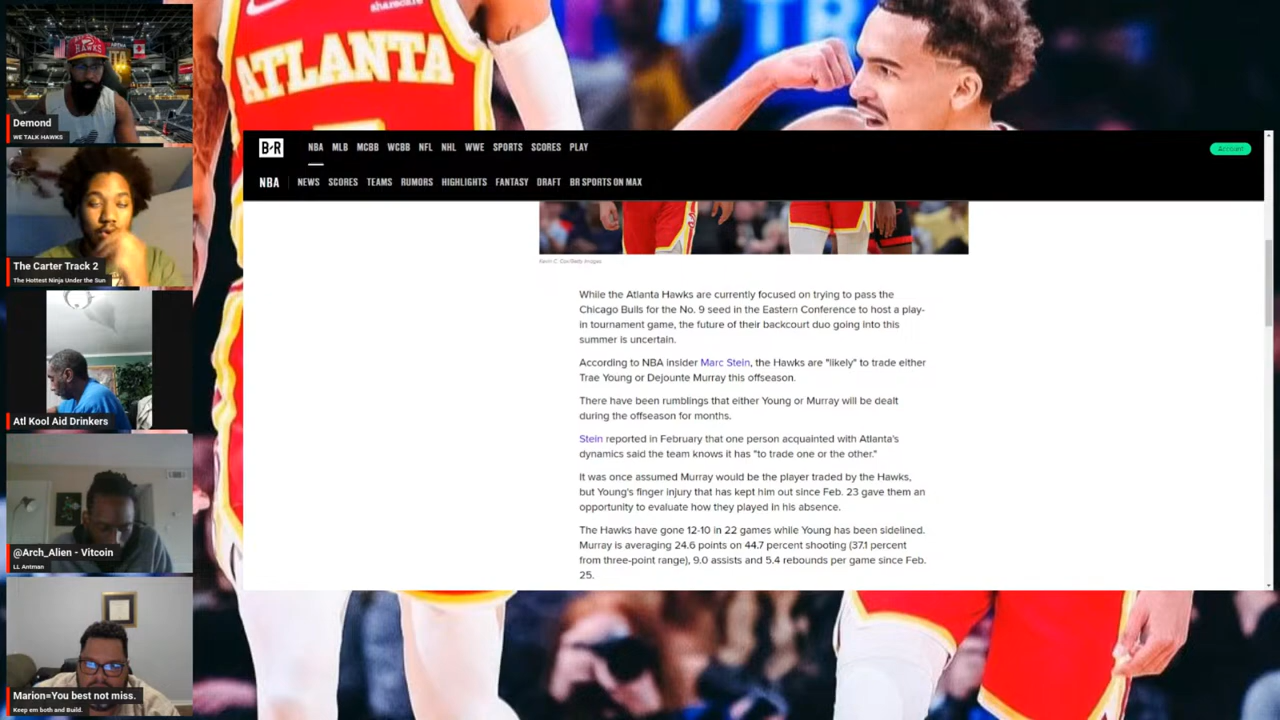 sharecare
ATLANTA
HAWKS
Demond
WE TALK HAWKS
The Carter Track 2
The Hottest Ninja Under the Sun
Atl Kool Aid Drinkers
@Arch_Alien - Vitcoin
LL Antman
Marion=You best not miss.
Keep em both and Build.
B/R
NBA MLB MCBB WCBB NFL NHL WWE SPORTS SCORES PLAY
Account
NBA NEWS SCORES TEAMS RUMORS HIGHLIGHTS FANTASY DRAFT BR SPORTS ON MAX
While the Atlanta Hawks are currently focused on trying to pass the
Chicago Bulls for the No. 9 seed in the Eastern Conference to host a play-
in tournament game, the future of their backcourt duo going into this
summer is uncertain.
According to NBA insider Marc Stein, the Hawks are "likely" to trade either
Trae Young or Dejounte Murray this offseason.
There have been rumblings that either Young or Murray will be dealt
during the offseason for months.
Stein reported in February that one person acquainted with Atlanta's
dynamics said the team knows it has "to trade one or the other."
It was once assumed Murray would be the player traded by the Hawks,
but Young's finger injury that has kept him out since Feb. 23 gave them an
opportunity to evaluate how they played in his absence.
The Hawks have gone 12-10 in 22 games while Young has been sidelined.
Murray is averaging 24.6 points on 44.7 percent shooting (37.1 percent
from three-point range), 9.0 assists and 5.4 rebounds per game since Feb.
25.